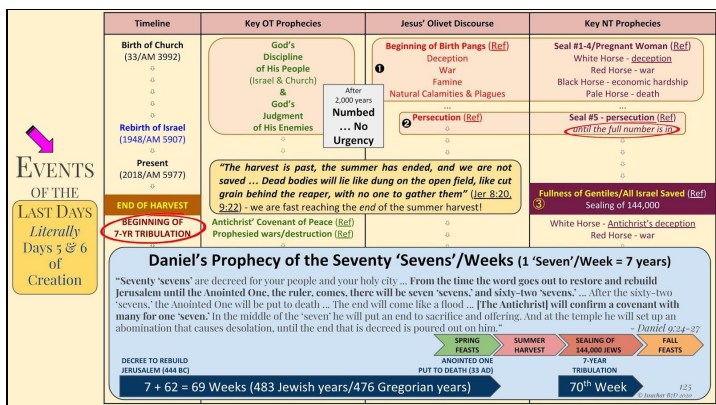 Timeline
Key OT Prophecies
Jesus' Olivet Discourse
Key NT Prophecies
EVENTS
OF THE
LAST DAYS
Literally
Days 5 & 6
of
Creation
Birth of Church
(33/AM 3992)
Rebirth of Israel
(1948/AM 5907)
Present
(2018/AM 5977)
END OF HARVEST
BEGINNING OF
7-YR TRIBULATION
God's
Discipline
of His People
(Israel & Church)
&
God's
Judgment
of His Enemies
After
2,000 years
Numbed
... No
Urgency
Beginning of Birth Pangs (Ref)
❶
Deception
War
Famine
Natural Calamities & Plagues
...
❷
Persecution (Ref)
Seal #1-4/Pregnant Woman (Ref)
White Horse - deception
Red Horse - war
Black Horse - economic hardship
Pale Horse - death
...
Seal #5 - persecution (Ref)
until the full number is in
"The harvest is past, the summer has ended, and we are not
saved ... Dead bodies will lie like dung on the open field, like cut
grain behind the reaper, with no one to gather them" (Jer 8:20,
9:22) - we are fast reaching the end of the summer harvest!
Fullness of Gentiles/All Israel Saved (Ref)
③
Sealing of 144,000
Antichrist' Covenant of Peace (Ref)
Prophesied wars/destruction (Ref)
White Horse - Antichrist's deception
Red Horse - war
Daniel's Prophecy of the Seventy 'Sevens'/Weeks (1 'Seven'/Week = 7 years)
"Seventy 'sevens' are decreed for your people and your holy city ... From the time the word goes out to restore and rebuild
Jerusalem until the Anointed One, the ruler, comes, there will be seven 'sevens,' and sixty-two 'sevens.' ... After the sixty-two
'sevens,' the Anointed One will be put to death ... The end will come like a flood ... [The Antichrist] will confirm a covenant with
many for one 'seven.' In the middle of the 'seven' he will put an end to sacrifice and offering. And at the temple he will set up an
abomination that causes desolation, until the end that is decreed is poured out on him." - Daniel 9:24-27
SPRING
FEASTS
SUMMER
HARVEST
SEALING OF
144,000 JEWS
FALL
FEASTS
DECREE TO REBUILD
JERUSALEM (444 BC)
ANOINTED ONE
PUT TO DEATH (33 AD)
7-YEAR
TRIBULATION
7 + 62 = 69 Weeks (483 Jewish years/476 Gregorian years)
70th Week
125
© Issachar B7D 2020